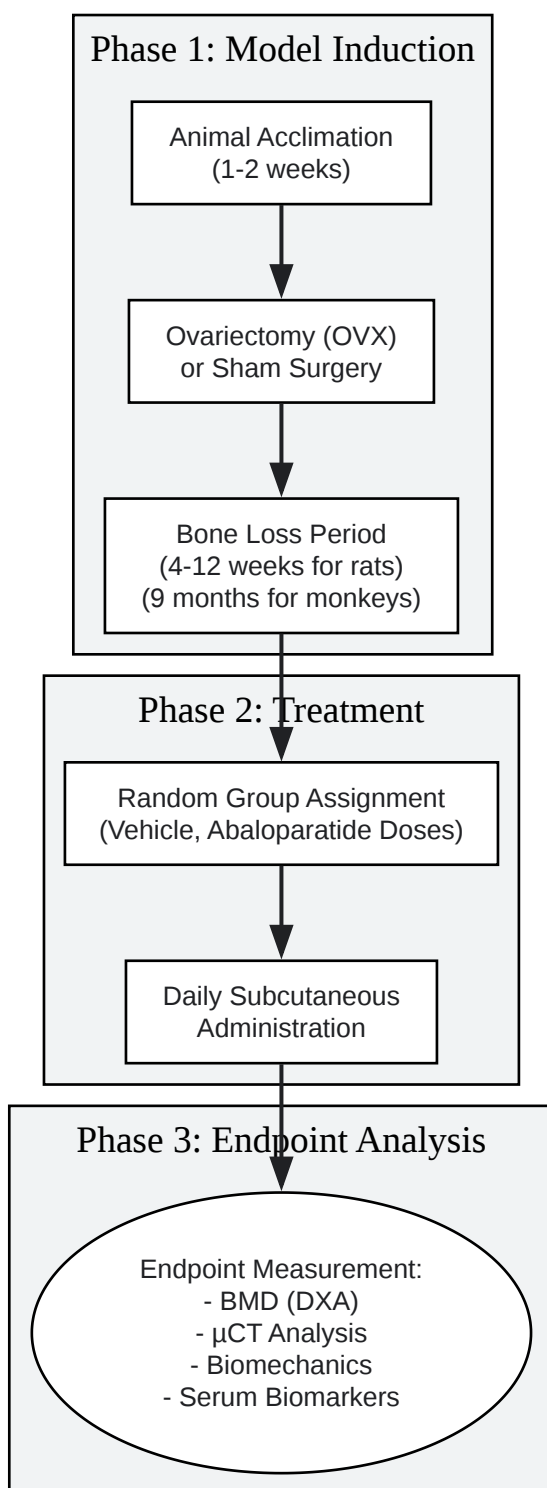 Phase 1: Model Induction
Animal Acclimation
(1-2 weeks)
Ovariectomy (OVX)
or Sham Surgery
Bone Loss Period
(4-12 weeks for rats)
(9 months for monkeys)
Phase 2: Treatment
Random Group Assignment
(Vehicle, Abaloparatide Doses)
Daily Subcutaneous
Administration
Phase 3: Endpoint Analysis
Endpoint Measurement:
- BMD (DXA)
- µCT Analysis
- Biomechanics
- Serum Biomarkers